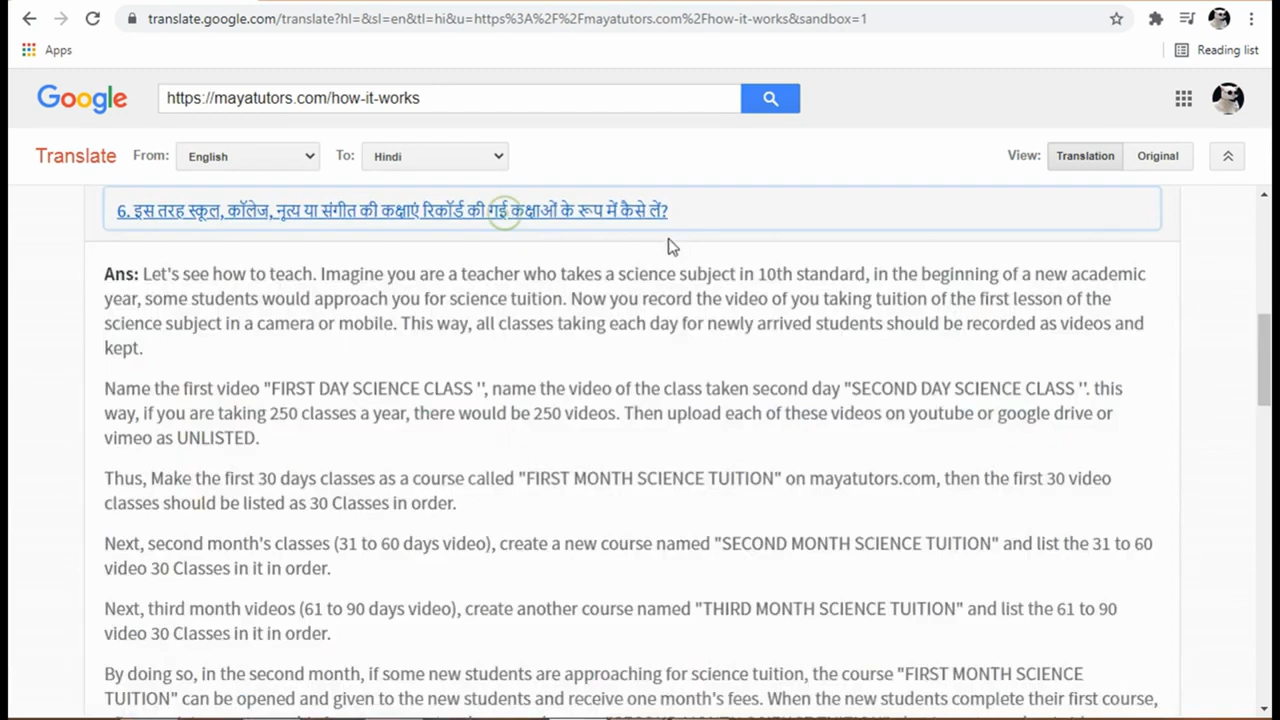 translate.google.com/translate?hl=&sl=en&tl=hi&u=https%3A%2F%2Fmayatutors.com%2Fhow-it-works&sandbox=1
Apps
Reading list
Google
https://mayatutors.com/how-it-works
Translate
From: English
To: Hindi
View: Translation Original
6. इस तरह स्कूल, कॉलेज, नृत्य या संगीत की कक्षाएं रिकॉर्ड की गई कक्षाओं के रूप में कैसे लें?
Ans: Let's see how to teach. Imagine you are a teacher who takes a science subject in 10th standard, in the beginning of a new academic
year, some students would approach you for science tuition. Now you record the video of you taking tuition of the first lesson of the
science subject in a camera or mobile. This way, all classes taking each day for newly arrived students should be recorded as videos and
kept.
Name the first video "FIRST DAY SCIENCE CLASS '', name the video of the class taken second day "SECOND DAY SCIENCE CLASS ''. this
way, if you are taking 250 classes a year, there would be 250 videos. Then upload each of these videos on youtube or google drive or
vimeo as UNLISTED.
Thus, Make the first 30 days classes as a course called "FIRST MONTH SCIENCE TUITION" on mayatutors.com, then the first 30 video
classes should be listed as 30 Classes in order.
Next, second month's classes (31 to 60 days video), create a new course named "SECOND MONTH SCIENCE TUITION" and list the 31 to 60
video 30 Classes in it in order.
Next, third month videos (61 to 90 days video), create another course named "THIRD MONTH SCIENCE TUITION" and list the 61 to 90
video 30 Classes in it in order.
By doing so, in the second month, if some new students are approaching for science tuition, the course "FIRST MONTH SCIENCE
TUITION" can be opened and given to the new students and receive one month's fees. When the new students complete their first course,